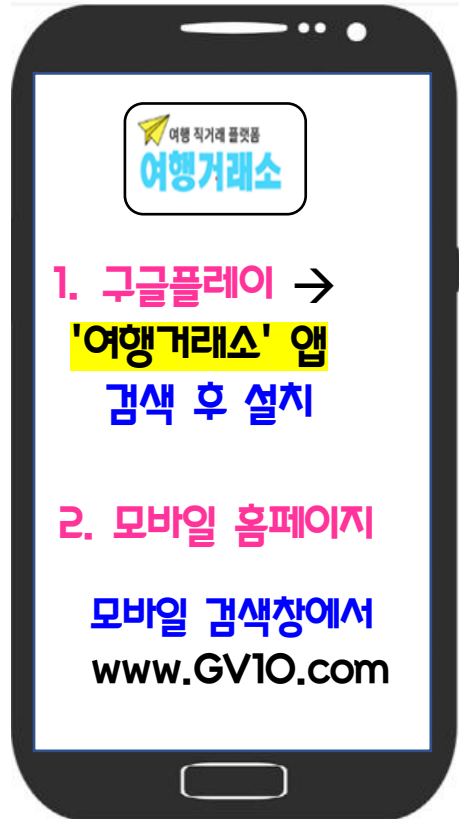 여행 직거래 플랫폼
여행거래소
1. 구글플레이 →
'여행거래소' 앱
검색 후 설치
2. 모바일 홈페이지
모바일 검색창에서
www.GV10.com